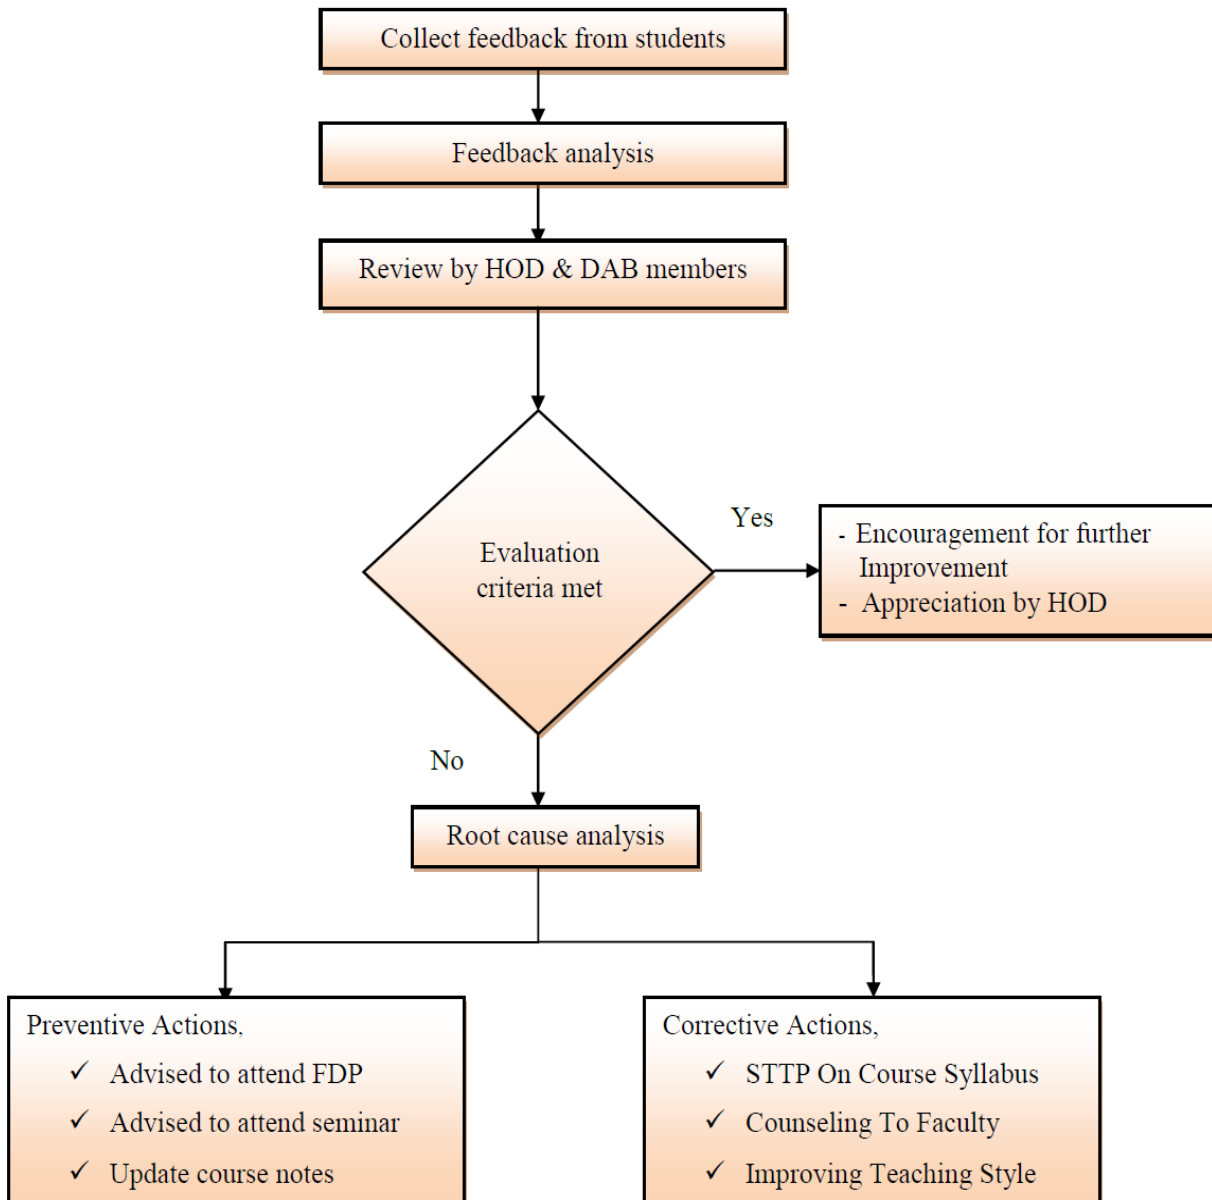 Collect feedback from students
Feedback analysis
Review by HOD & DAB members
Evaluation
criteria met
Yes
- Encouragement for further
Improvement
- Appreciation by HOD
No
Root cause analysis
Preventive Actions,
✓ Advised to attend FDP
✓ Advised to attend seminar
✓ Update course notes
Corrective Actions,
✓ STTP On Course Syllabus
✓ Counseling To Faculty
✓ Improving Teaching Style